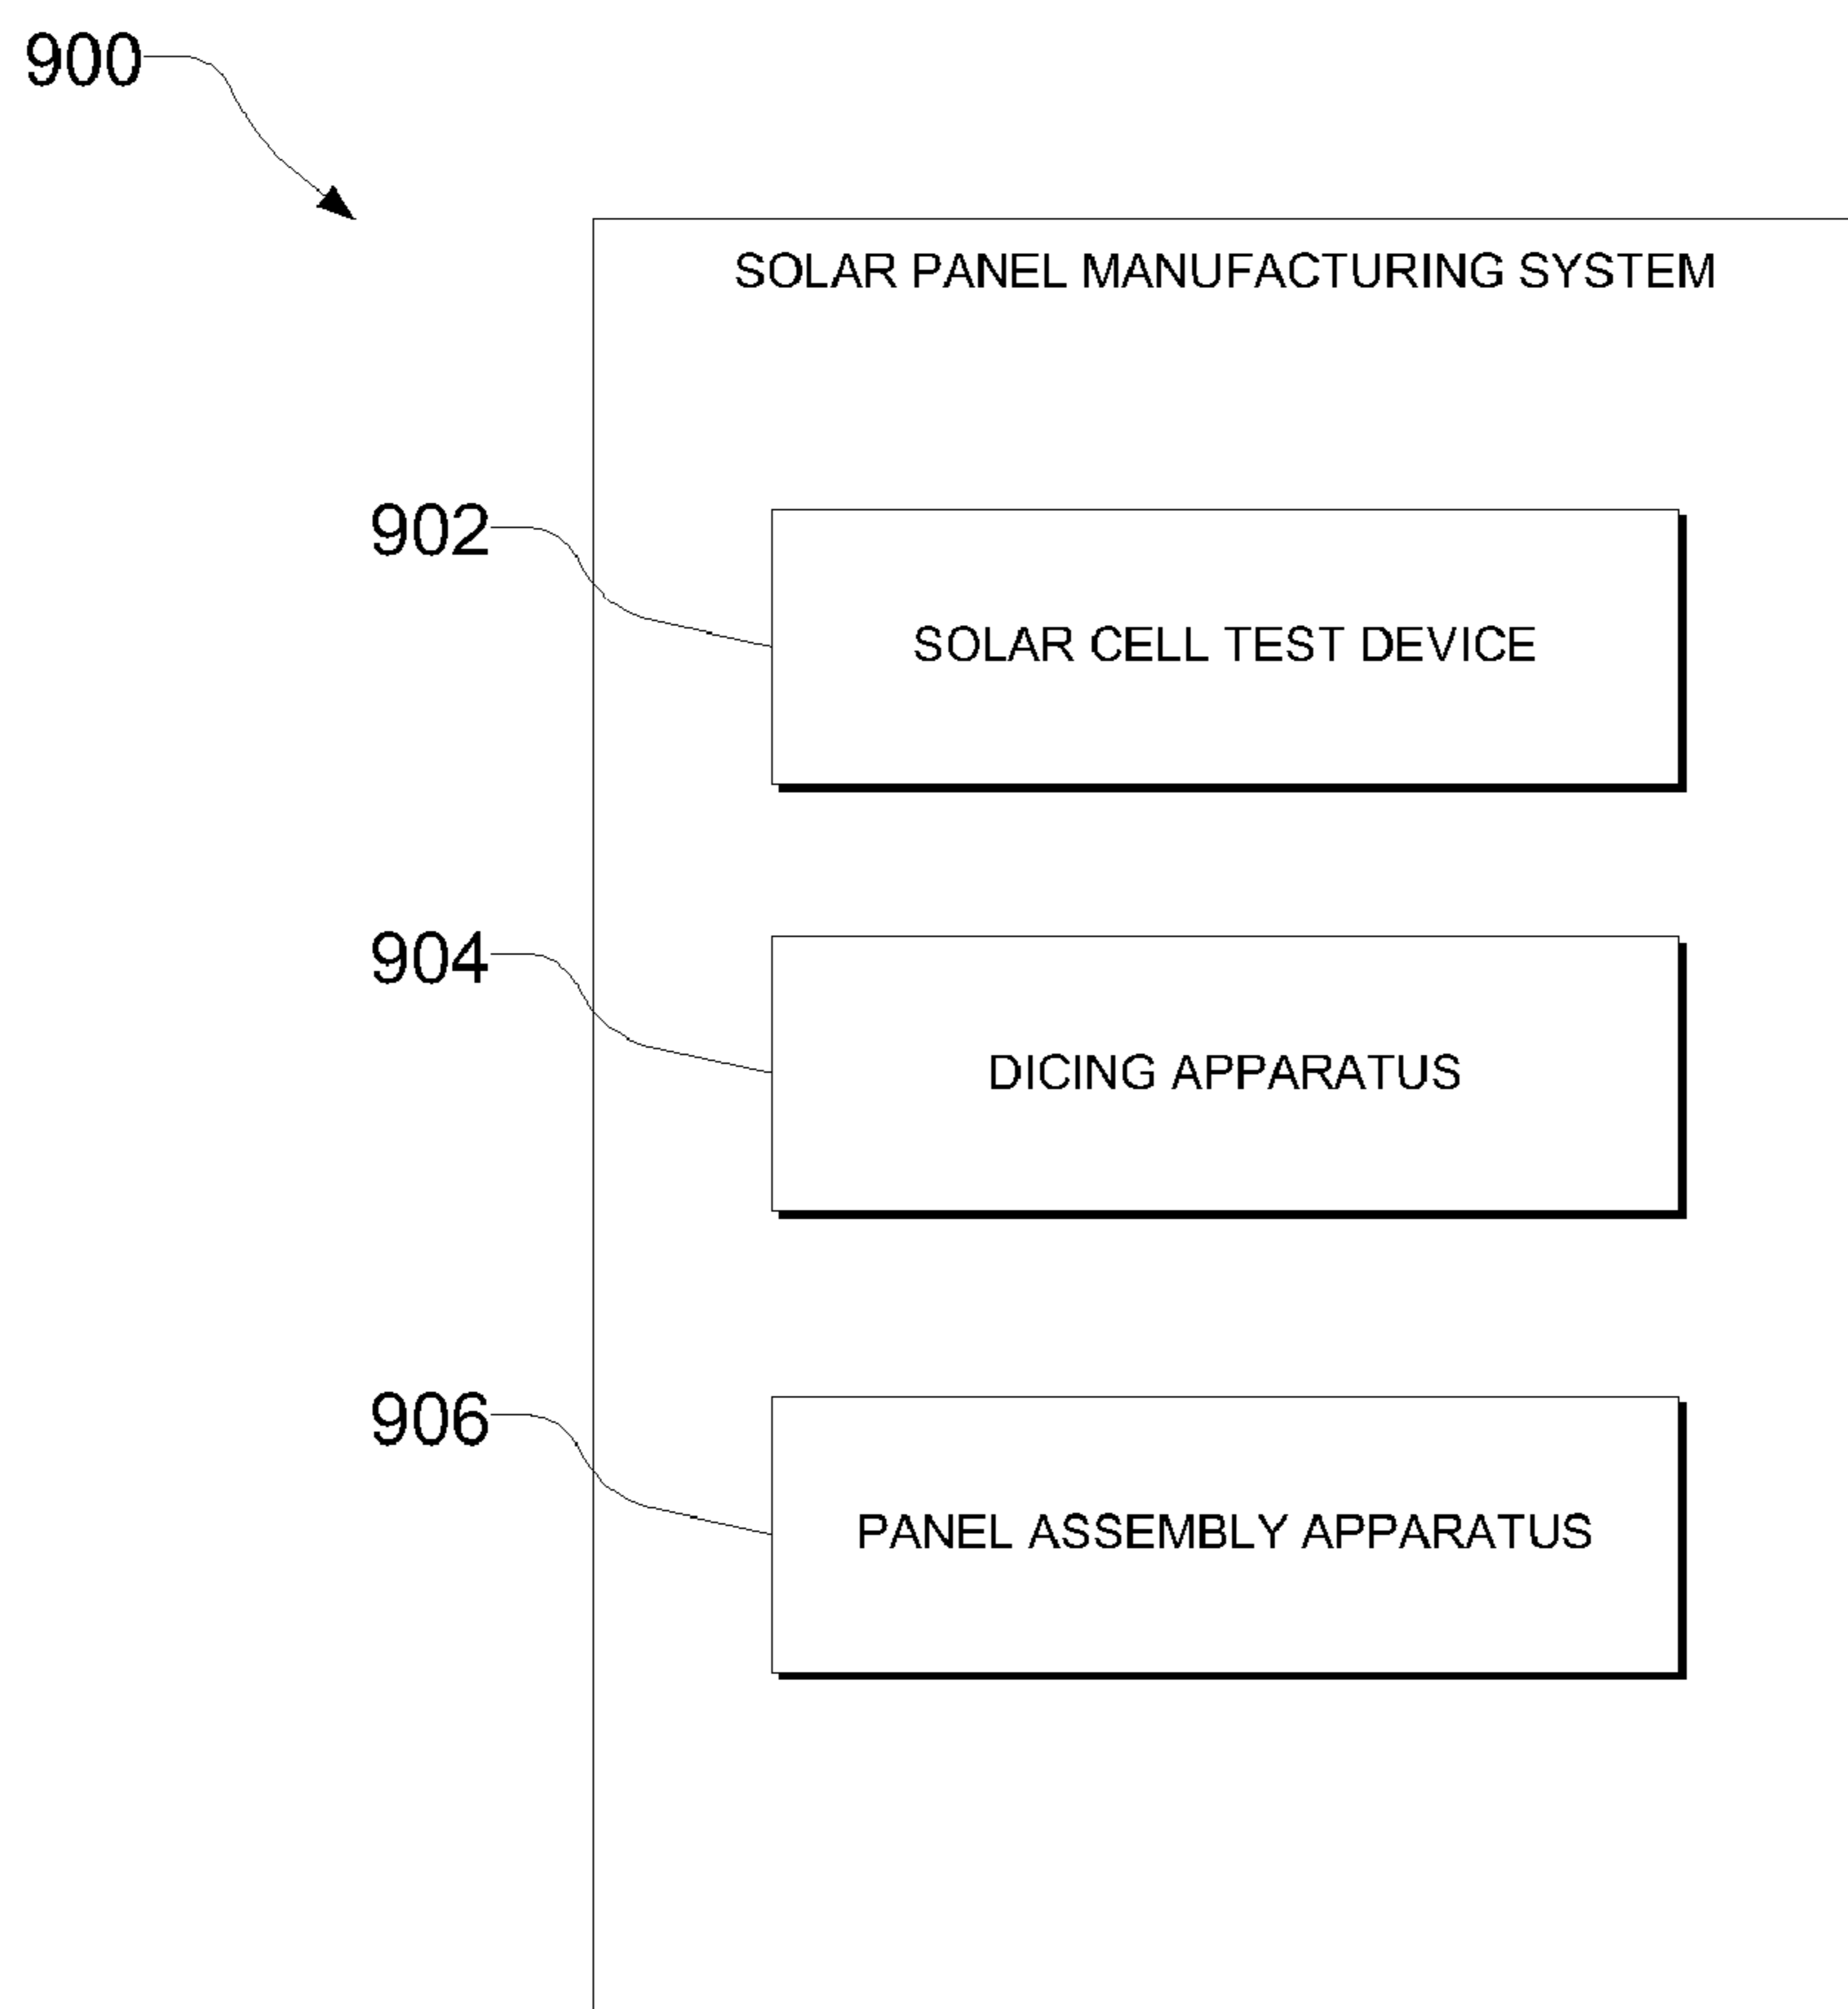 900
SOLAR PANEL MANUFACTURING SYSTEM
902
SOLAR CELL TEST DEVICE
904
DICING APPARATUS
906
PANEL ASSEMBLY APPARATUS